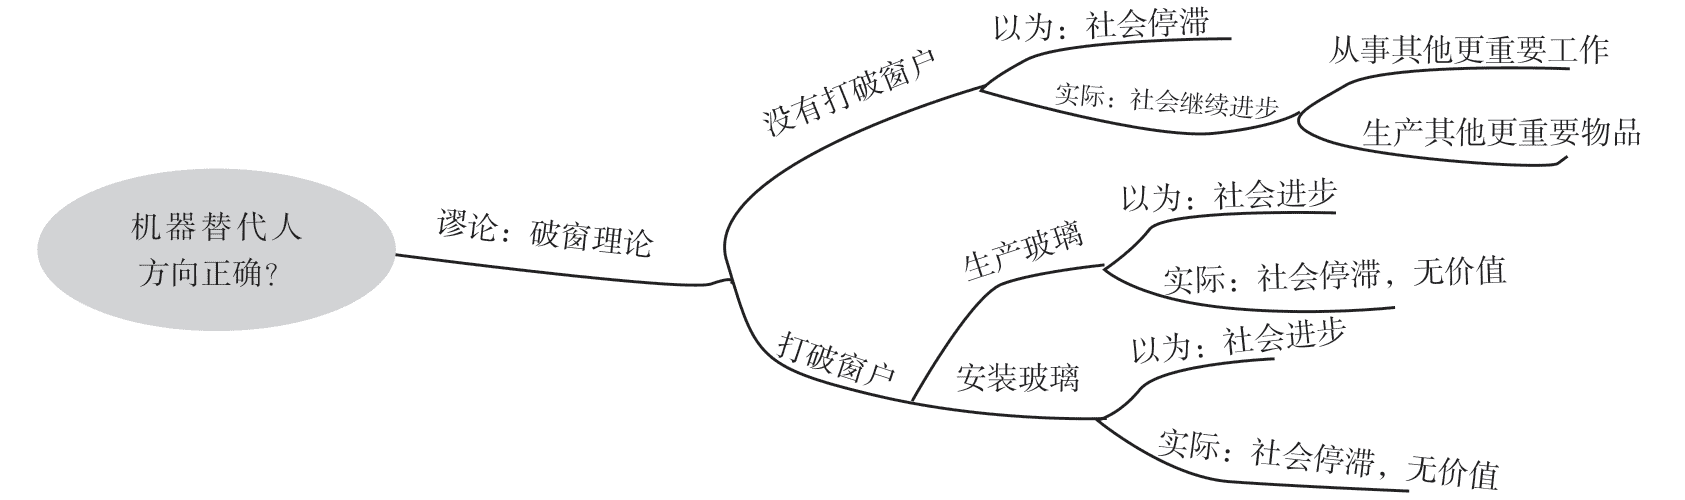 机器替代人
方向正确？
谬论：破窗理论
没有打破窗户
以为：社会停滞
实际：社会继续进步
从事其他更重要工作
生产其他更重要物品
打破窗户
生产玻璃
以为：社会进步
实际：社会停滞，无价值
安装玻璃
以为：社会进步
实际：社会停滞，无价值